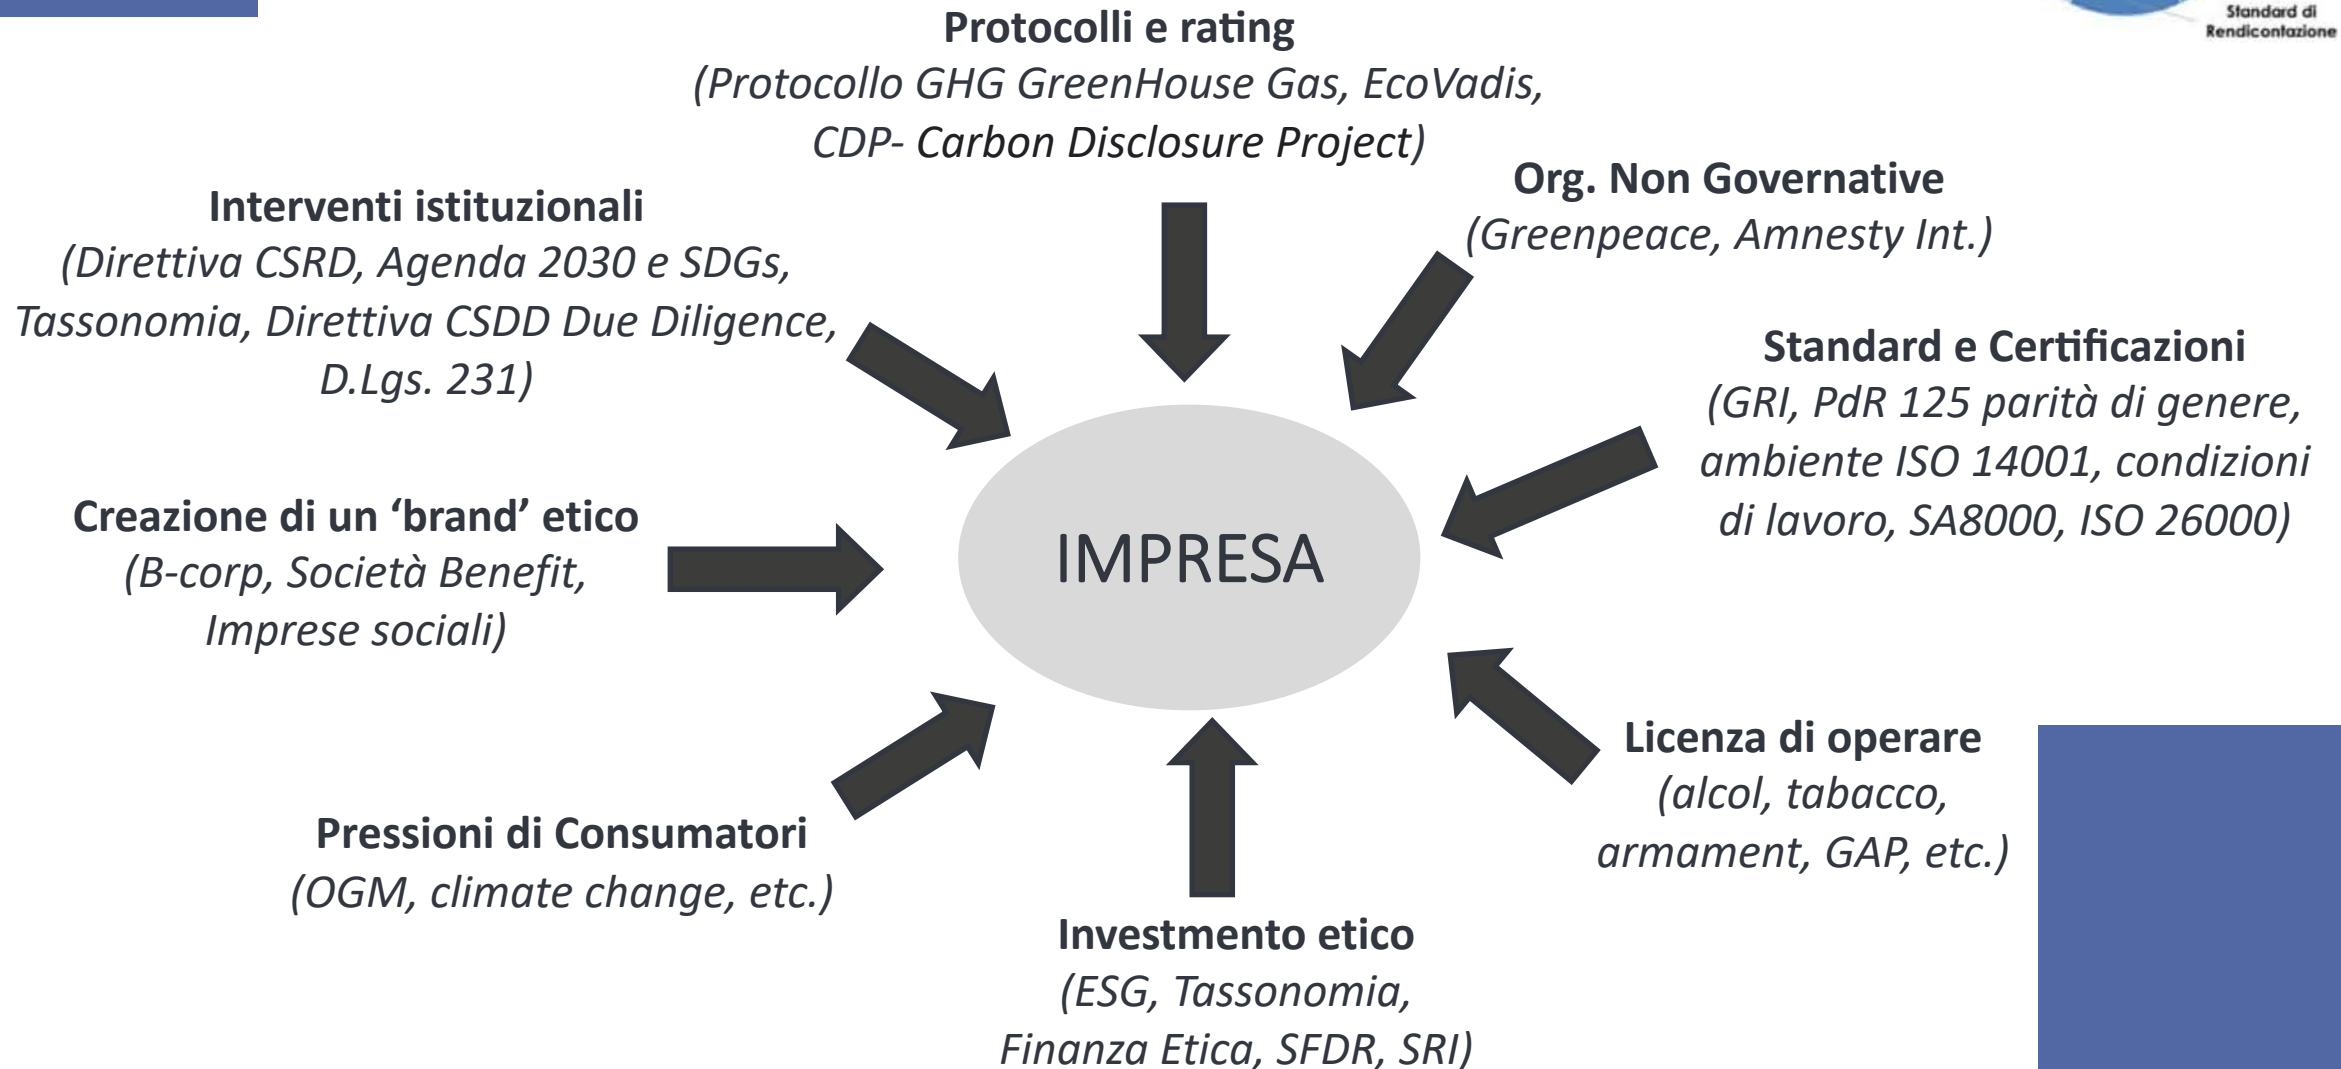 Standard di
Rendicontazione
Protocolli e rating
(Protocollo GHG GreenHouse Gas, EcoVadis,
CDP- Carbon Disclosure Project)
Org. Non Governative
(Greenpeace, Amnesty Int.)
Interventi istituzionali
(Direttiva CSRD, Agenda 2030 e SDGs,
Tassonomia, Direttiva CSDD Due Diligence,
D.Lgs. 231)
Standard e Certificazioni
(GRI, PdR 125 parità di genere,
ambiente ISO 14001, condizioni
di lavoro, SA8000, ISO 26000)
Creazione di un ‘brand’ etico
(B-corp, Società Benefit,
Imprese sociali)
IMPRESA
Licenza di operare
(alcol, tabacco,
armament, GAP, etc.)
Pressioni di Consumatori
(OGM, climate change, etc.)
Investmento etico
(ESG, Tassonomia,
Finanza Etica, SFDR, SRI)